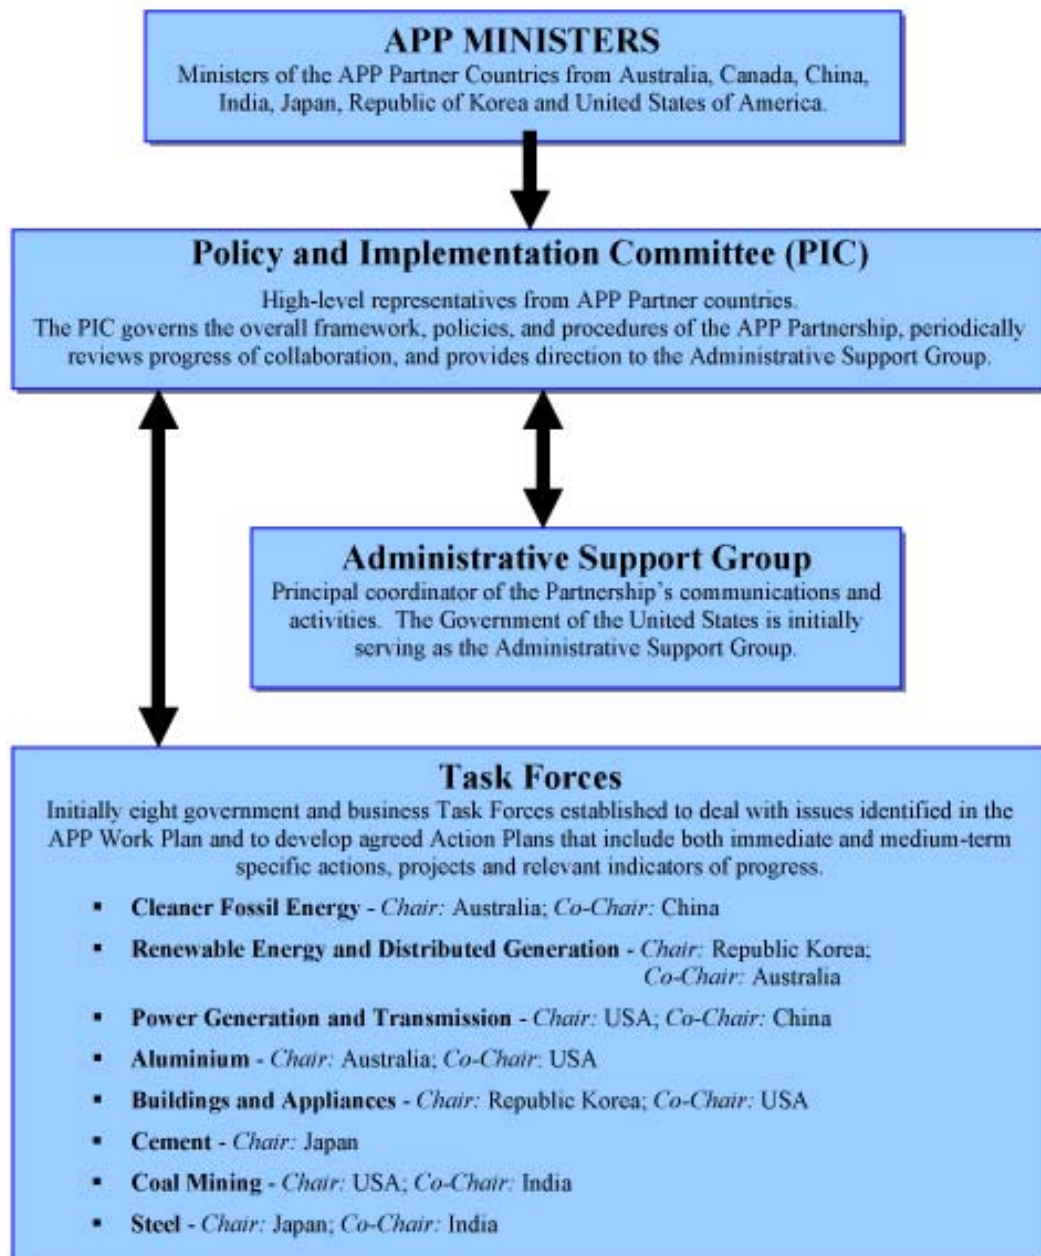 APP MINISTERS
Ministers of the APP Partner Countries from Australia, Canada, China,
India, Japan, Republic of Korea and United States of America.
Policy and Implementation Committee (PIC)
High-level representatives from APP Partner countries.
The PIC governs the overall framework, policies, and procedures of the APP Partnership, periodically
reviews progress of collaboration, and provides direction to the Administrative Support Group.
Administrative Support Group
Principal coordinator of the Partnership's communications and
activities. The Government of the United States is initially
serving as the Administrative Support Group.
Task Forces
Initially eight government and business Task Forces established to deal with issues identified in the
APP Work Plan and to develop agreed Action Plans that include both immediate and medium-term
specific actions, projects and relevant indicators of progress.
▪ Cleaner Fossil Energy - Chair: Australia; Co-Chair: China
▪ Renewable Energy and Distributed Generation - Chair: Republic Korea;
Co-Chair: Australia
▪ Power Generation and Transmission - Chair: USA; Co-Chair: China
▪ Aluminium - Chair: Australia; Co-Chair: USA
▪ Buildings and Appliances - Chair: Republic Korea; Co-Chair: USA
▪ Cement - Chair: Japan
▪ Coal Mining - Chair: USA; Co-Chair: India
▪ Steel - Chair: Japan; Co-Chair: India